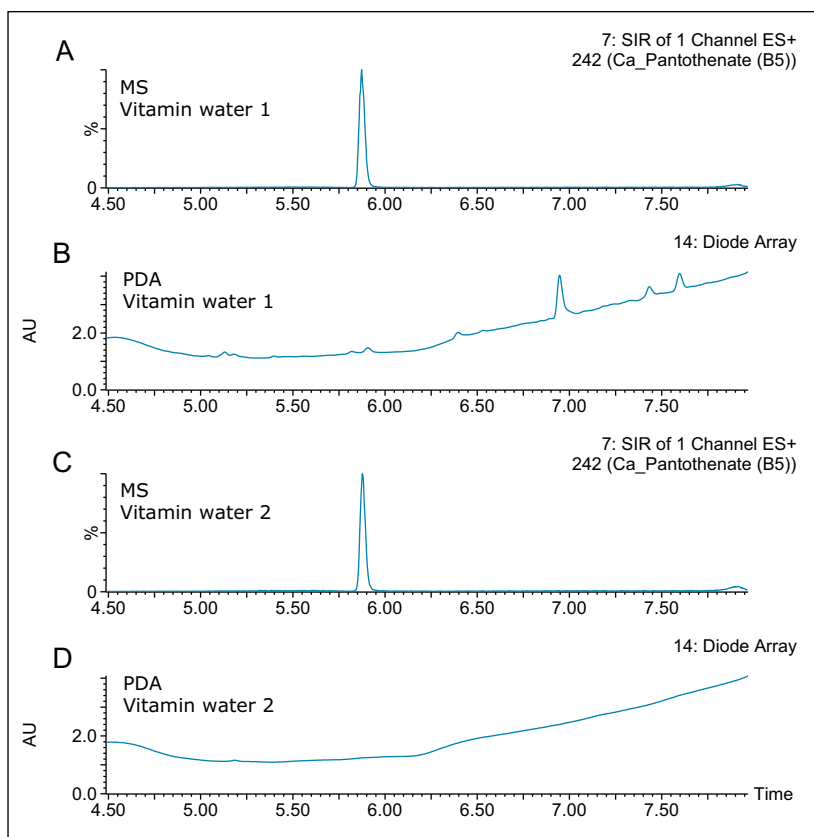 A
7: SIR of 1 Channel ES+
242 (Ca_Pantothenate (B5))
MS
Vitamin water 1
%
0
4.50 5.00 5.50 6.00 6.50 7.00 7.50
B
14: Diode Array
PDA
Vitamin water 1
AU
2.0
0.0
4.50 5.00 5.50 6.00 6.50 7.00 7.50
C
7: SIR of 1 Channel ES+
242 (Ca_Pantothenate (B5))
MS
Vitamin water 2
%
0
4.50 5.00 5.50 6.00 6.50 7.00 7.50
D
14: Diode Array
PDA
Vitamin water 2
AU
2.0
0.0
Time
4.50 5.00 5.50 6.00 6.50 7.00 7.50